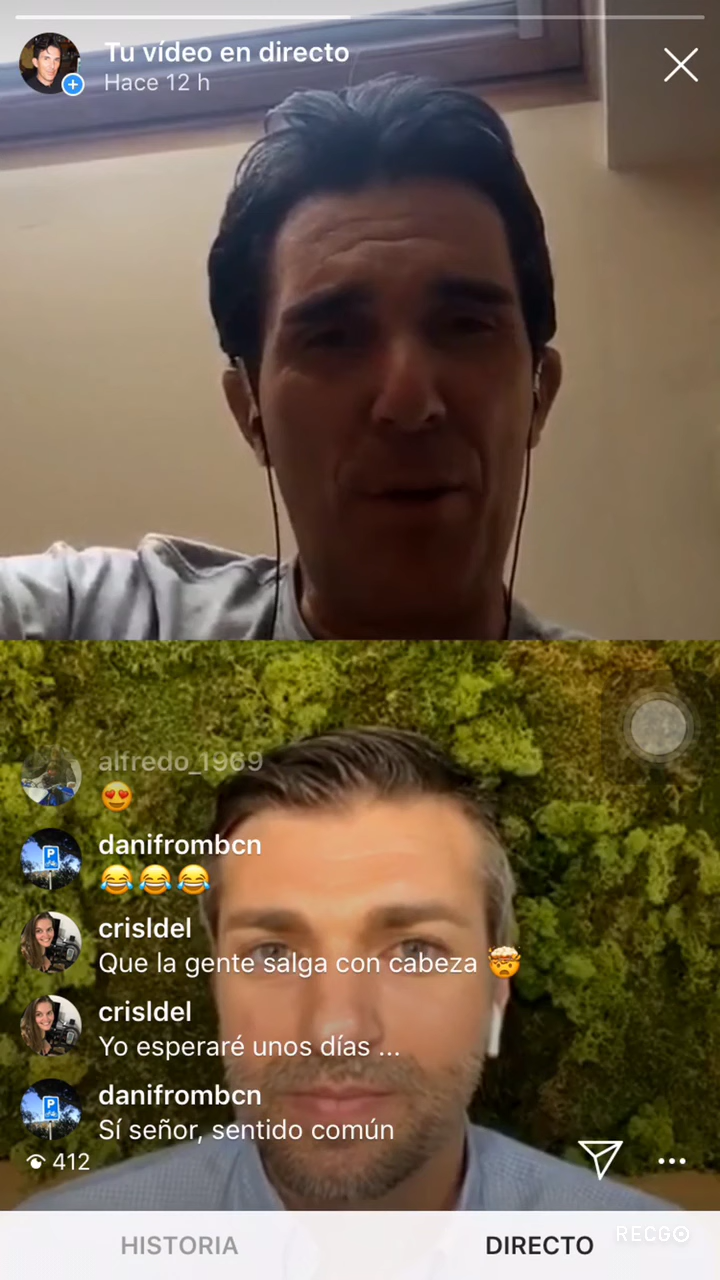 Tu vídeo en directo
Hace 12 h
alfredo_1969
😍
danifrombcn
😂😂😂
crisldel
Que la gente salga con cabeza 🤯
crisldel
Yo esperaré unos días ...
danifrombcn
Sí señor, sentido común
412
HISTORIA
DIRECTO
RECGO